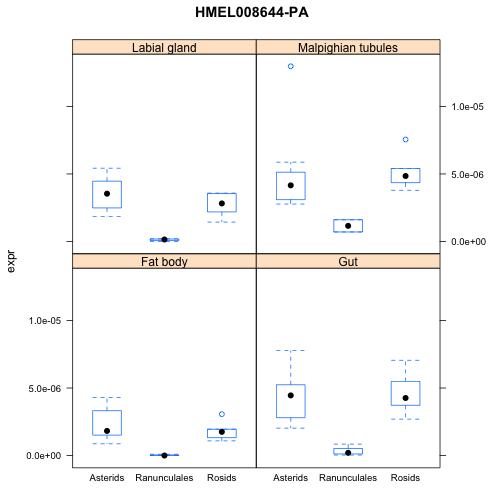 HMEL008644-PA
Labial gland
Malpighian tubules
1.0e-05
5.0e-06
0.0e+00
expr
Fat body
Gut
1.0e-05
5.0e-06
0.0e+00
Asterids Ranunculales Rosids Asterids Ranunculales Rosids